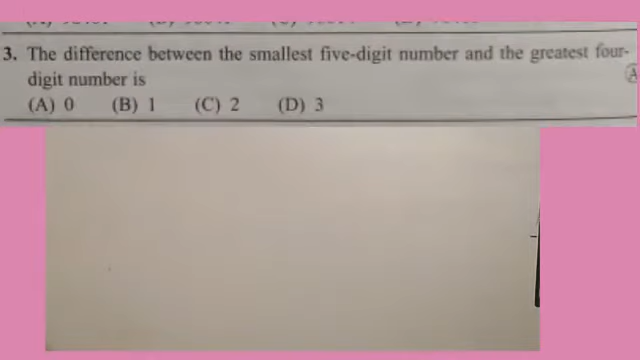 3. The difference between the smallest five-digit number and the greatest four-
digit number is
(A) 0 (B) 1 (C) 2 (D) 3